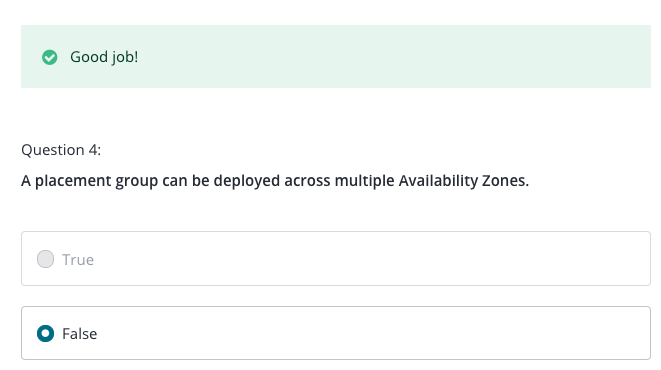 Good job!
Question 4:
A placement group can be deployed across multiple Availability Zones.
True
False